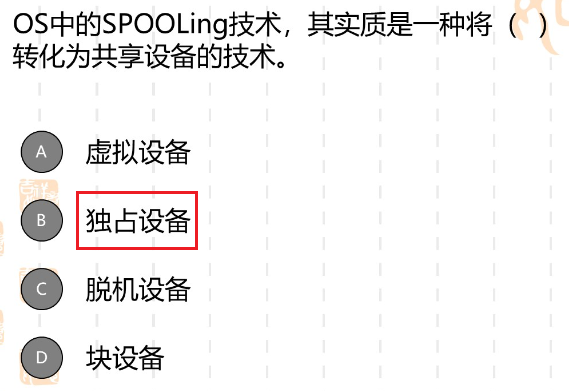 OS中的SPOOLing技术，其实质是一种将（  ）
转化为共享设备的技术。
A 虚拟设备
B 独占设备
C 脱机设备
D 块设备